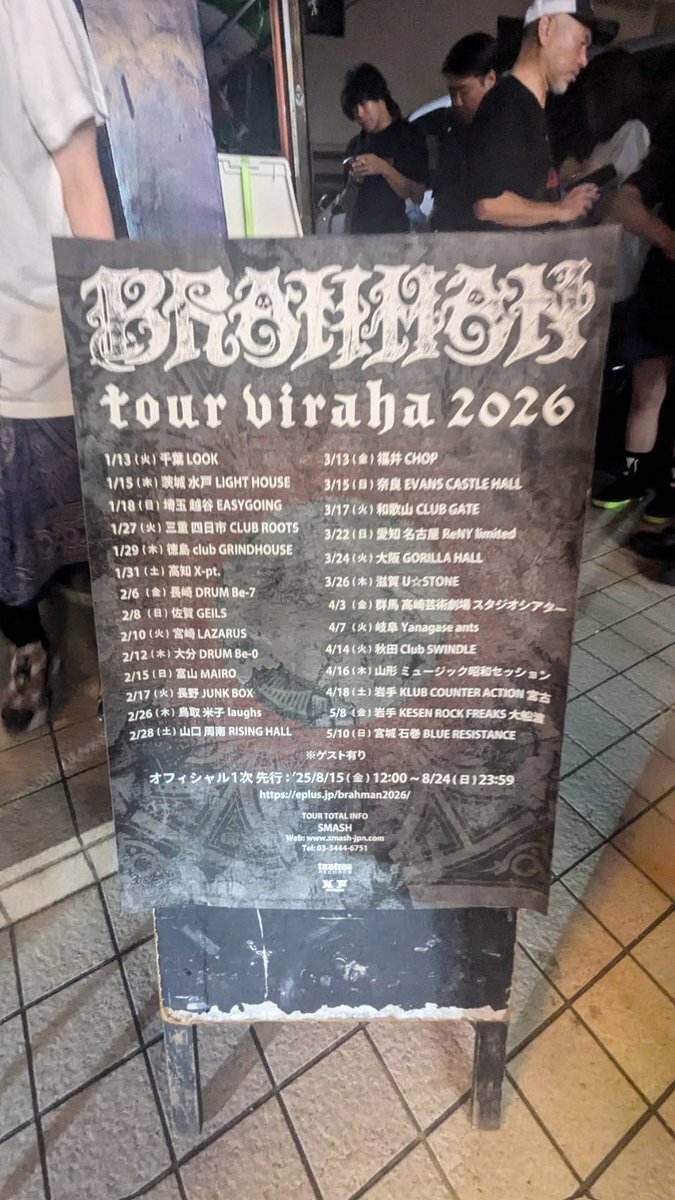 BRAHMAN
tour viraha 2026
1/13 (火) 千葉 LOOK
1/15 (木) 茨城 水戸 LIGHT HOUSE
1/18 (日) 埼玉 越谷 EASYGOING
1/27 (火) 三重 四日市 CLUB ROOTS
1/29 (木) 徳島 club GRINDHOUSE
1/31 (土) 高知 X-pt.
2/6 (金) 長崎 DRUM Be-7
2/8 (日) 佐賀 GEILS
2/10 (火) 宮崎 LAZARUS
2/12 (木) 大分 DRUM Be-0
2/15 (日) 富山 MAIRO
2/17 (火) 長野 JUNK BOX
2/26 (木) 鳥取 米子 laughs
2/28 (土) 山口 周南 RISING HALL
3/13 (金) 福井 CHOP
3/15 (日) 奈良 EVANS CASTLE HALL
3/17 (火) 和歌山 CLUB GATE
3/22 (日) 愛知 名古屋 ReNY limited
3/24 (火) 大阪 GORILLA HALL
3/26 (木) 滋賀 U☆STONE
4/3 (金) 群馬 高崎芸術劇場 スタジオシアター
4/7 (火) 岐阜 Yanagase ants
4/14 (火) 秋田 Club SWINDLE
4/16 (木) 山形 ミュージック昭和セッション
4/18 (土) 岩手 KLUB COUNTER ACTION 宮古
5/8 (金) 岩手 KESEN ROCK FREAKS 大船渡
5/10 (日) 宮城 石巻 BLUE RESISTANCE
※ゲスト有り
オフィシャル1次 先行 : '25/8/15 (金) 12:00 ～ 8/24 (日) 23:59
https://eplus.jp/brahman2026/
TOUR TOTAL INFO
SMASH
Web: www.smash-jpn.com
Tel: 03-3444-6751
RECORDS